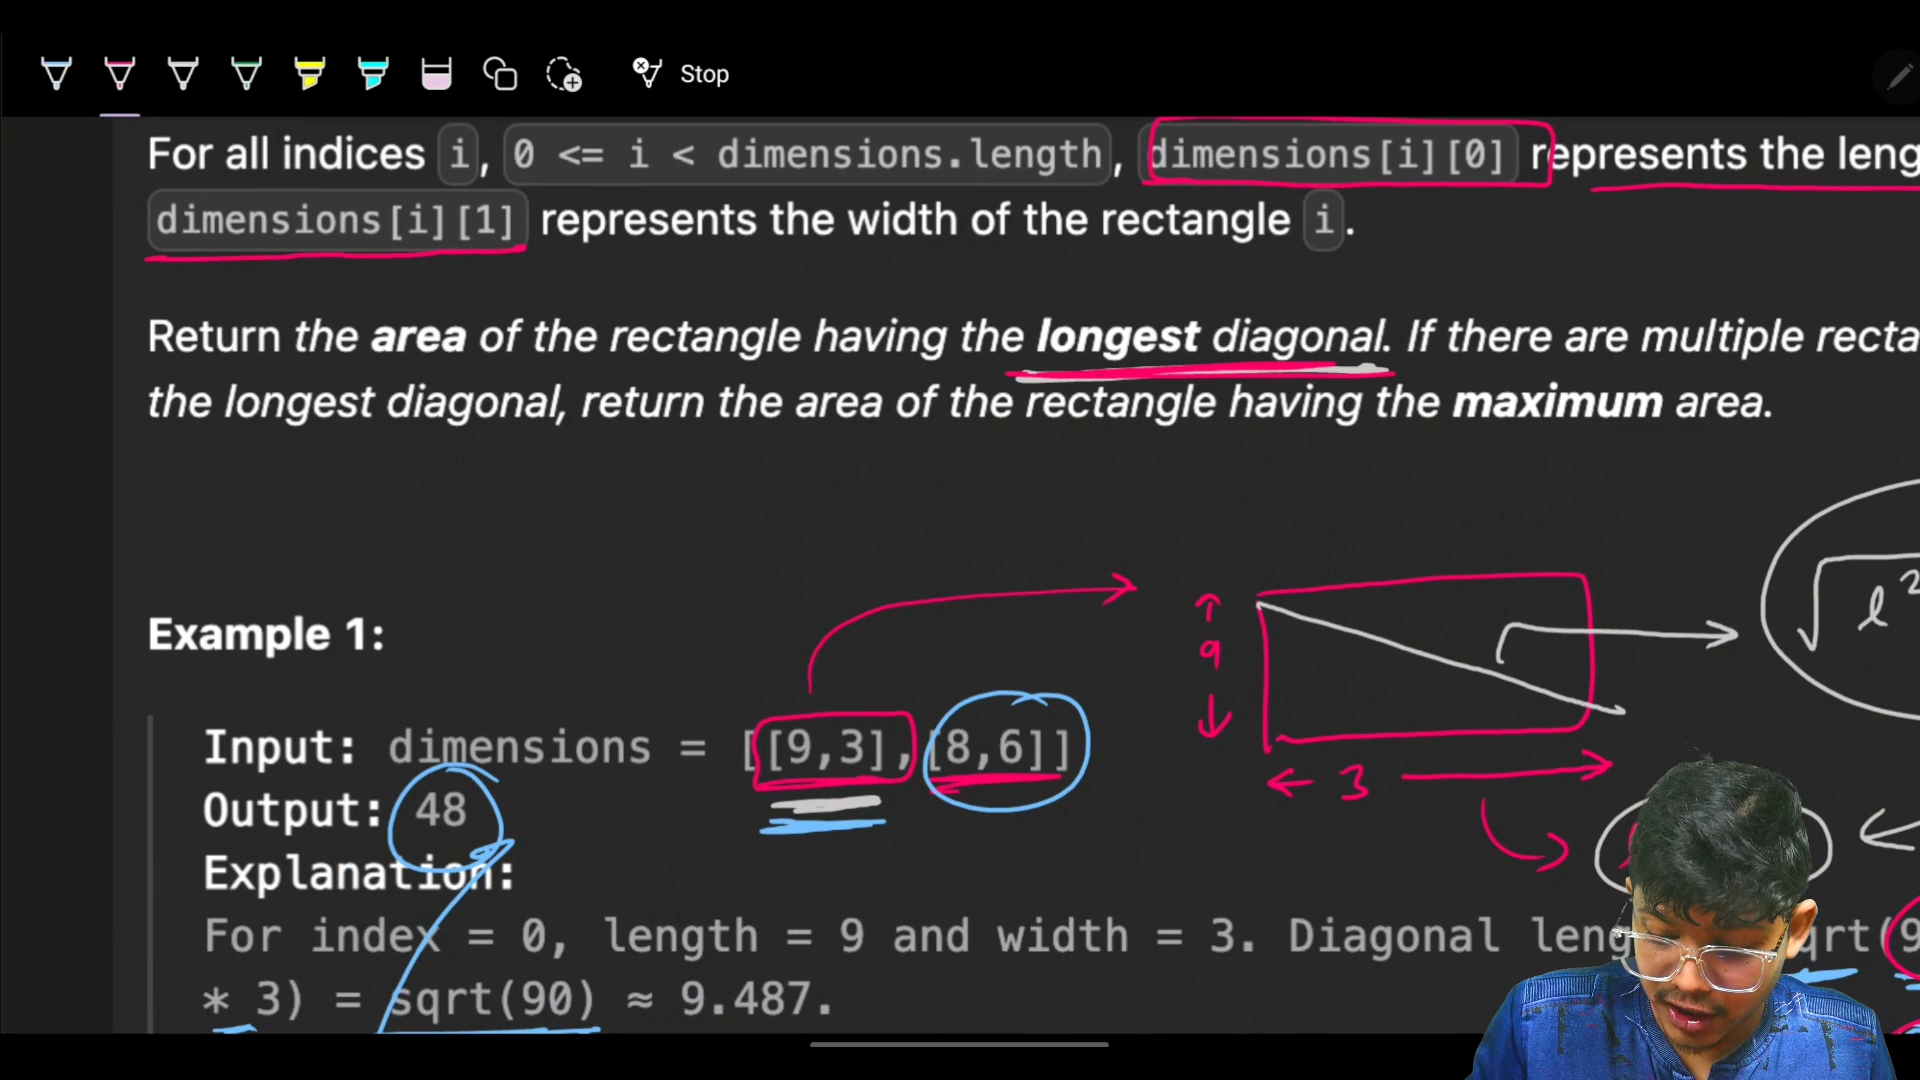 Stop
For all indices i, 0 <= i < dimensions.length, dimensions[i][0] represents the leng
dimensions[i][1] represents the width of the rectangle i.
Return the area of the rectangle having the longest diagonal. If there are multiple recta
the longest diagonal, return the area of the rectangle having the maximum area.
√ l²
9
Example 1:
Input: dimensions = [[9,3],[8,6]]
3
Output: 48
Explanation:
For index = 0, length = 9 and width = 3. Diagonal leng qrt(9
* 3) = sqrt(90) ≈ 9.487.